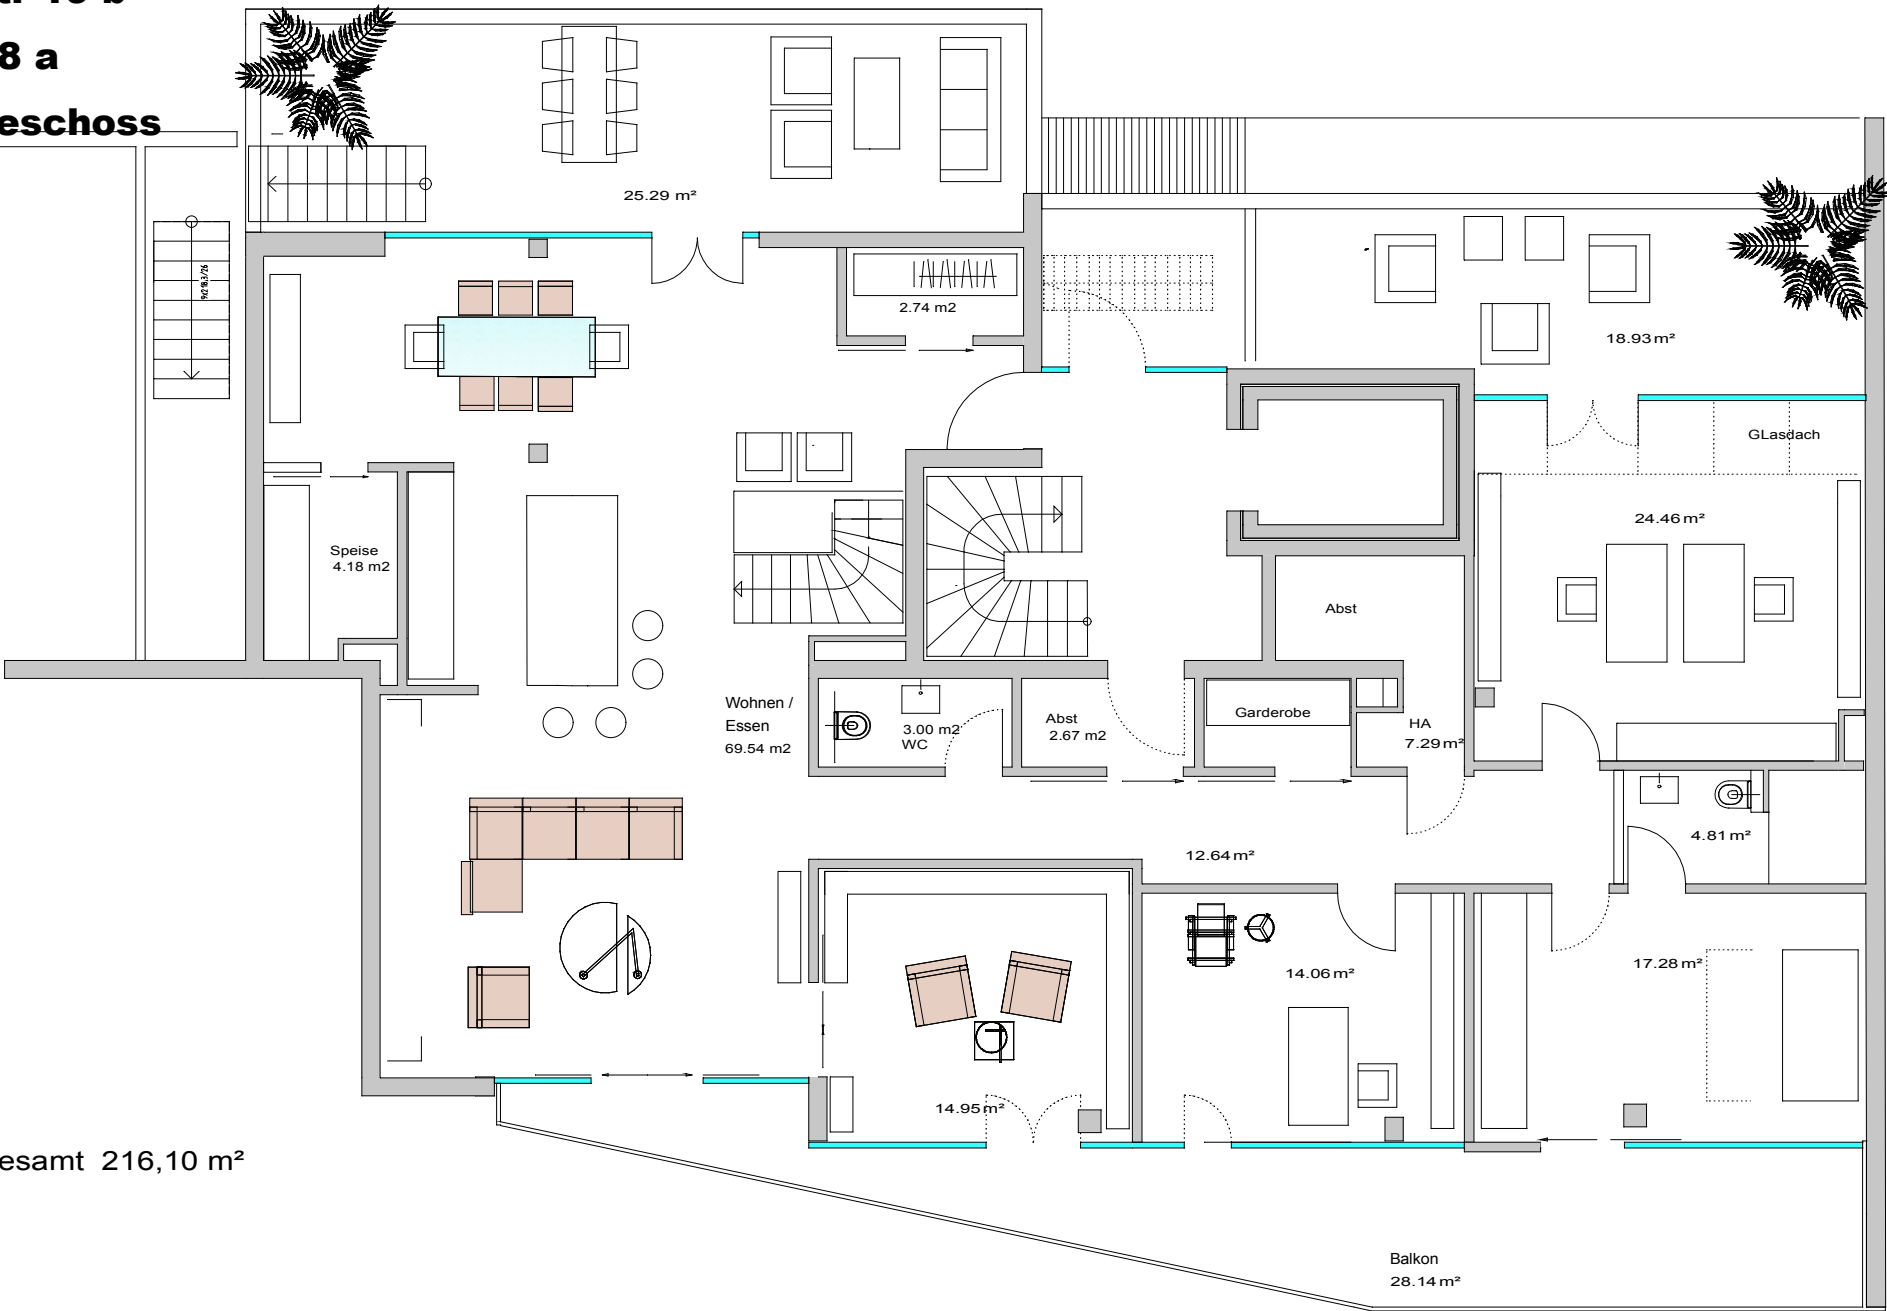 8 a
eschoss
25.29 m²
9x218,3/26
2.74 m2
18.93 m²
GLasdach
24.46 m²
Speise
4.18 m2
Abst
Wohnen /
Essen
69.54 m2
3.00 m2
WC
Abst
2.67 m2
Garderobe
HA
7.29 m²
4.81 m²
12.64 m²
14.06 m²
17.28 m²
14.95 m²
esamt 216,10 m²
Balkon
28.14 m²